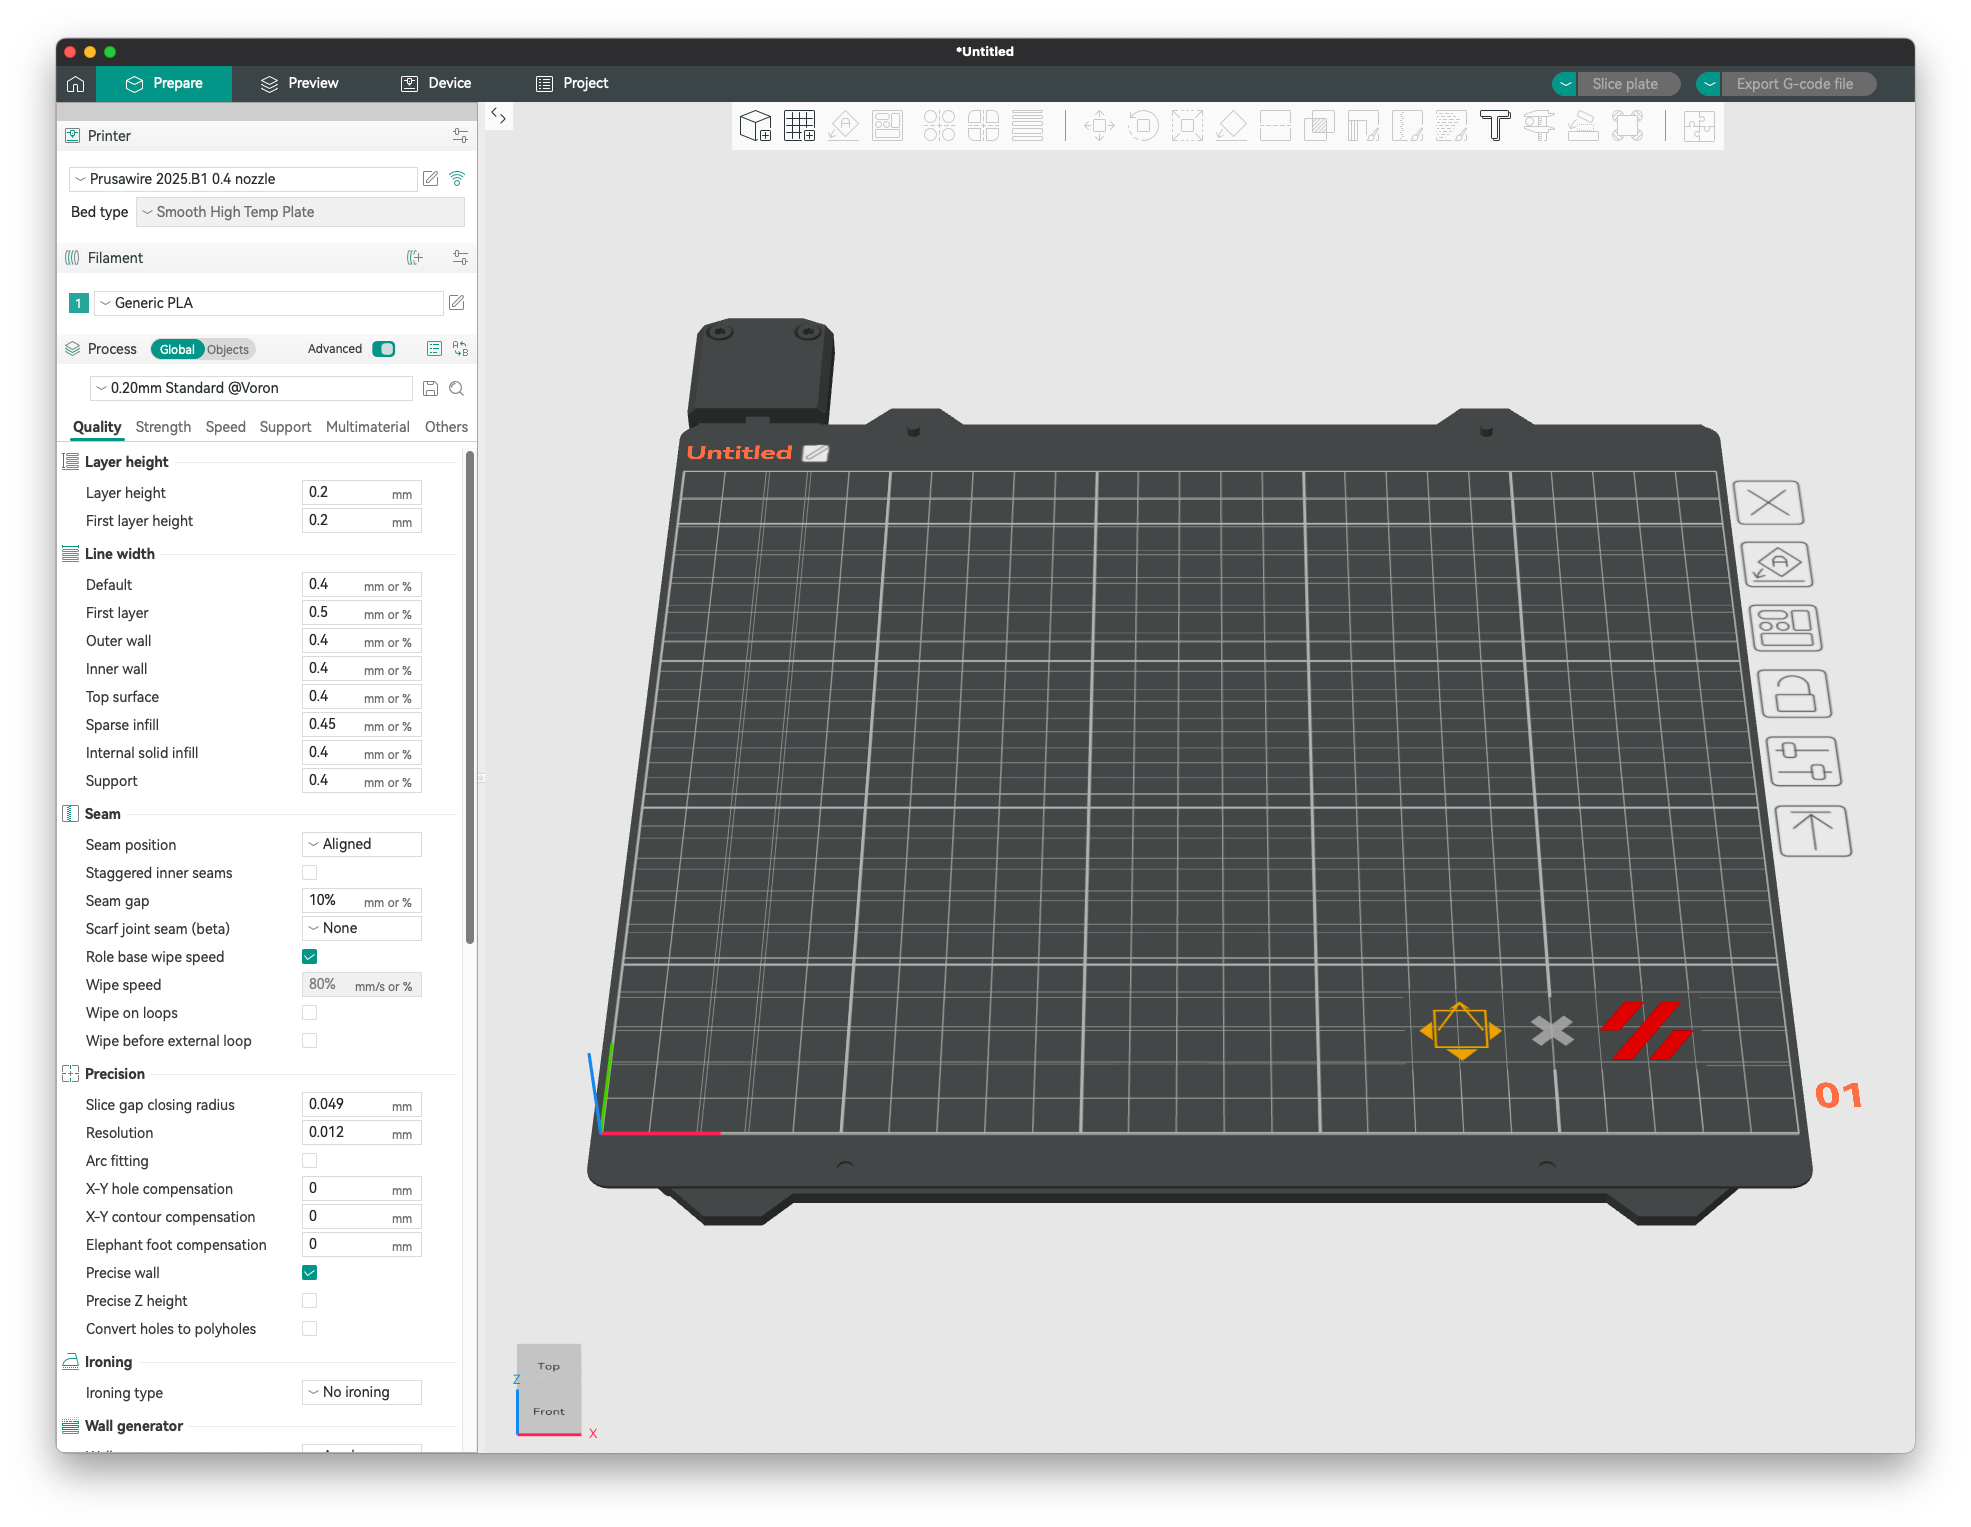 *Untitled
Prepare
Preview
Device
Project
Slice plate
Export G-code file
Printer
Prusawire 2025.B1 0.4 nozzle
Bed type
Smooth High Temp Plate
Filament
1
Generic PLA
Process
Global
Objects
Advanced
0.20mm Standard @Voron
Quality
Strength
Speed
Support
Multimaterial
Others
Layer height
Layer height 0.2 mm
First layer height 0.2 mm
Line width
Default 0.4 mm or %
First layer 0.5 mm or %
Outer wall 0.4 mm or %
Inner wall 0.4 mm or %
Top surface 0.4 mm or %
Sparse infill 0.45 mm or %
Internal solid infill 0.4 mm or %
Support 0.4 mm or %
Seam
Seam position Aligned
Staggered inner seams
Seam gap 10% mm or %
Scarf joint seam (beta) None
Role base wipe speed
Wipe speed 80% mm/s or %
Wipe on loops
Wipe before external loop
Precision
Slice gap closing radius 0.049 mm
Resolution 0.012 mm
Arc fitting
X-Y hole compensation 0 mm
X-Y contour compensation 0 mm
Elephant foot compensation 0 mm
Precise wall
Precise Z height
Convert holes to polyholes
Ironing
Ironing type No ironing
Wall generator
Untitled
01
Top
Z
Front
X